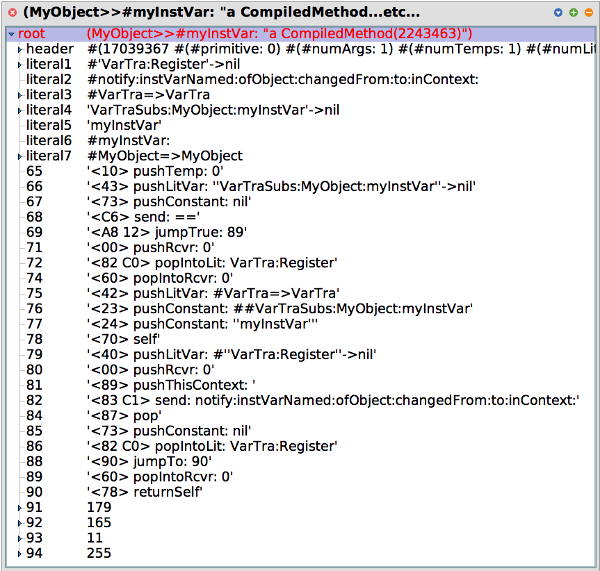 (MyObject>>#myInstVar: "a CompiledMethod...etc...
root (MyObject>>#myInstVar: "a CompiledMethod(2243463)")
header #(17039367 #(#primitive: 0) #(#numArgs: 1) #(#numTemps: 1) #(#numLit
literal1 #'VarTra:Register'->nil
literal2 #notify:instVarNamed:ofObject:changedFrom:to:inContext:
literal3 #VarTra=>VarTra
literal4 'VarTraSubs:MyObject:myInstVar'->nil
literal5 'myInstVar'
literal6 #myInstVar:
literal7 #MyObject=>MyObject
65 '<10> pushTemp: 0'
66 '<43> pushLitVar: ''VarTraSubs:MyObject:myInstVar''->nil'
67 '<73> pushConstant: nil'
68 '<C6> send: =='
69 '<A8 12> jumpTrue: 89'
71 '<00> pushRcvr: 0'
72 '<82 C0> popIntoLit: VarTra:Register'
74 '<60> popIntoRcvr: 0'
75 '<42> pushLitVar: #VarTra=>VarTra'
76 '<23> pushConstant: ##VarTraSubs:MyObject:myInstVar'
77 '<24> pushConstant: ''myInstVar'''
78 '<70> self'
79 '<40> pushLitVar: #''VarTra:Register''->nil'
80 '<00> pushRcvr: 0'
81 '<89> pushThisContext: '
82 '<83 C1> send: notify:instVarNamed:ofObject:changedFrom:to:inContext:'
84 '<87> pop'
85 '<73> pushConstant: nil'
86 '<82 C0> popIntoLit: VarTra:Register'
88 '<90> jumpTo: 90'
89 '<60> popIntoRcvr: 0'
90 '<78> returnSelf'
91 179
92 165
93 11
94 255